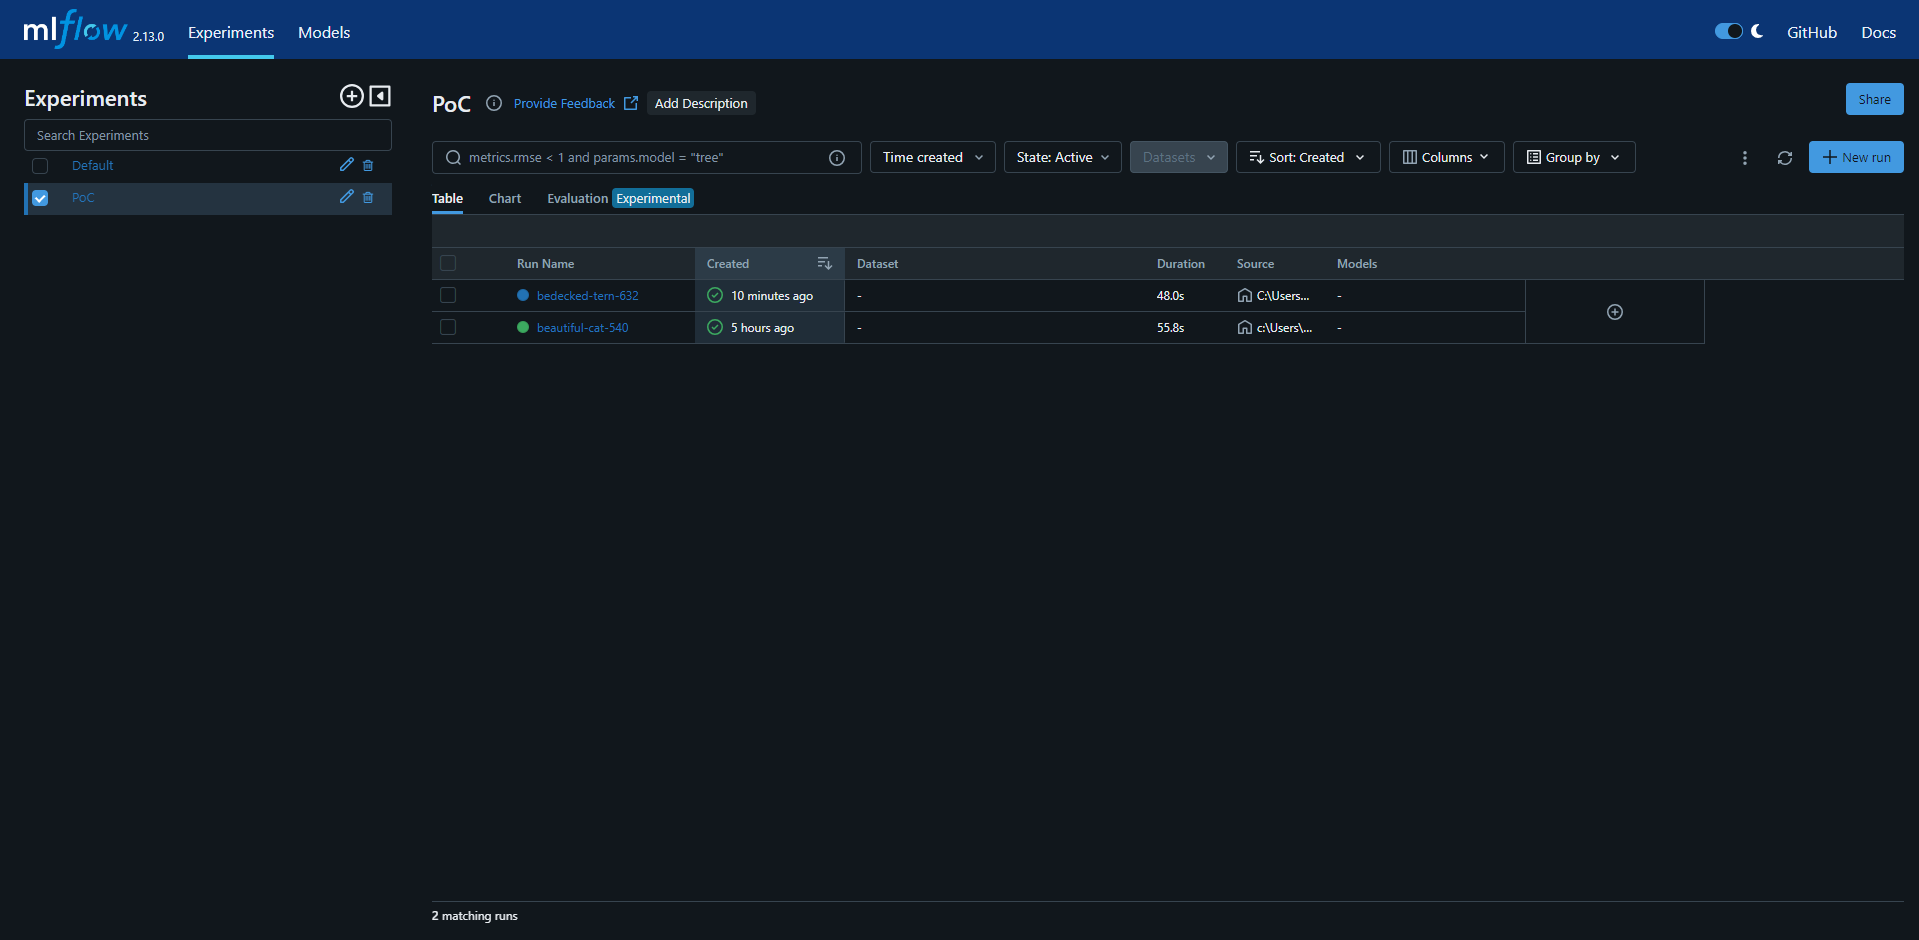 mlflow 2.13.0 Experiments Models GitHub Docs
Experiments
Search Experiments
Default
PoC
PoC Provide Feedback Add Description Share
metrics.rmse < 1 and params.model = "tree" Time created State: Active Datasets Sort: Created Columns Group by New run
Table Chart Evaluation Experimental
Run Name Created Dataset Duration Source Models
bedecked-tern-632 10 minutes ago - 48.0s C:\Users... -
beautiful-cat-540 5 hours ago - 55.8s c:\Users\... -
2 matching runs